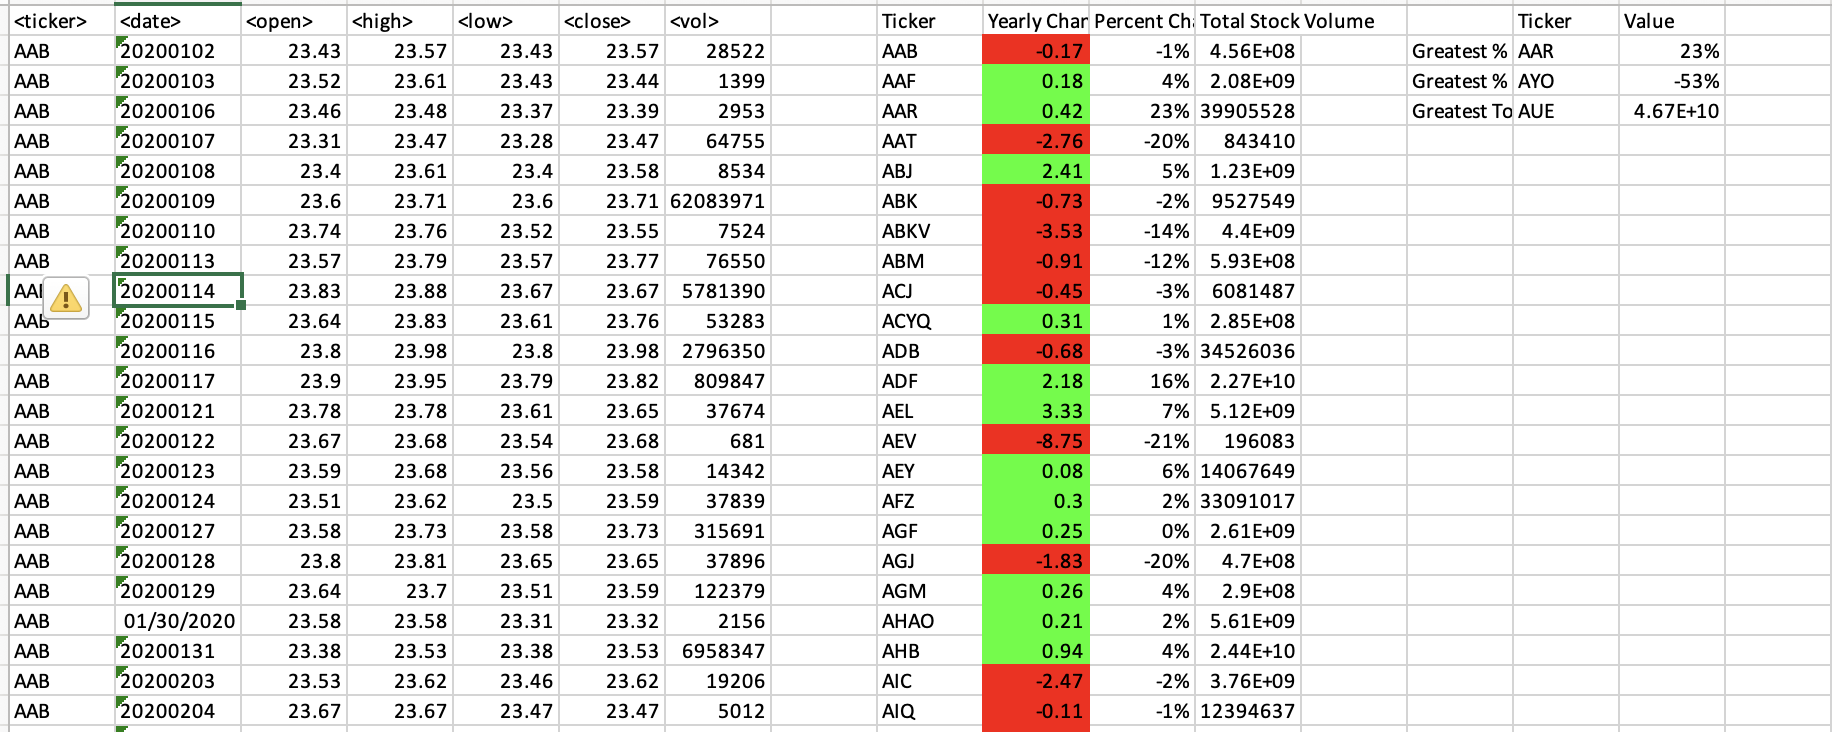 <ticker> <date> <open> <high> <low> <close> <vol> Ticker Yearly Chan Percent Ch Total Stock Volume Ticker Value
AAB 20200102 23.43 23.57 23.43 23.57 28522 AAB -0.17 -1% 4.56E+08 Greatest % AAR 23%
AAB 20200103 23.52 23.61 23.43 23.44 1399 AAF 0.18 4% 2.08E+09 Greatest % AYO -53%
AAB 20200106 23.46 23.48 23.37 23.39 2953 AAR 0.42 23% 39905528 Greatest To AUE 4.67E+10
AAB 20200107 23.31 23.47 23.28 23.47 64755 AAT -2.76 -20% 843410
AAB 20200108 23.4 23.61 23.4 23.58 8534 ABJ 2.41 5% 1.23E+09
AAB 20200109 23.6 23.71 23.6 23.71 62083971 ABK -0.73 -2% 9527549
AAB 20200110 23.74 23.76 23.52 23.55 7524 ABKV -3.53 -14% 4.4E+09
AAB 20200113 23.57 23.79 23.57 23.77 76550 ABM -0.91 -12% 5.93E+08
AA 20200114 23.83 23.88 23.67 23.67 5781390 ACJ -0.45 -3% 6081487
AAB 20200115 23.64 23.83 23.61 23.76 53283 ACYQ 0.31 1% 2.85E+08
AAB 20200116 23.8 23.98 23.8 23.98 2796350 ADB -0.68 -3% 34526036
AAB 20200117 23.9 23.95 23.79 23.82 809847 ADF 2.18 16% 2.27E+10
AAB 20200121 23.78 23.78 23.61 23.65 37674 AEL 3.33 7% 5.12E+09
AAB 20200122 23.67 23.68 23.54 23.68 681 AEV -8.75 -21% 196083
AAB 20200123 23.59 23.68 23.56 23.58 14342 AEY 0.08 6% 14067649
AAB 20200124 23.51 23.62 23.5 23.59 37839 AFZ 0.3 2% 33091017
AAB 20200127 23.58 23.73 23.58 23.73 315691 AGF 0.25 0% 2.61E+09
AAB 20200128 23.8 23.81 23.65 23.65 37896 AGJ -1.83 -20% 4.7E+08
AAB 20200129 23.64 23.7 23.51 23.59 122379 AGM 0.26 4% 2.9E+08
AAB 01/30/2020 23.58 23.58 23.31 23.32 2156 AHAO 0.21 2% 5.61E+09
AAB 20200131 23.38 23.53 23.38 23.53 6958347 AHB 0.94 4% 2.44E+10
AAB 20200203 23.53 23.62 23.46 23.62 19206 AIC -2.47 -2% 3.76E+09
AAB 20200204 23.67 23.67 23.47 23.47 5012 AIQ -0.11 -1% 12394637